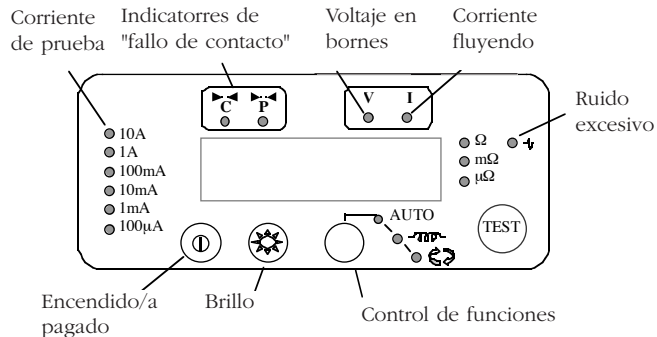 Corriente
de prueba
Indicatorres de
"fallo de contacto"
Voltaje en
bornes
Corriente
fluyendo
Ruido
excesivo
C P
V I
10A
1A
100mA
10mA
1mA
100µA
Ω
mΩ
µΩ
AUTO
TEST
Encendido/a
pagado
Brillo
Control de funciones